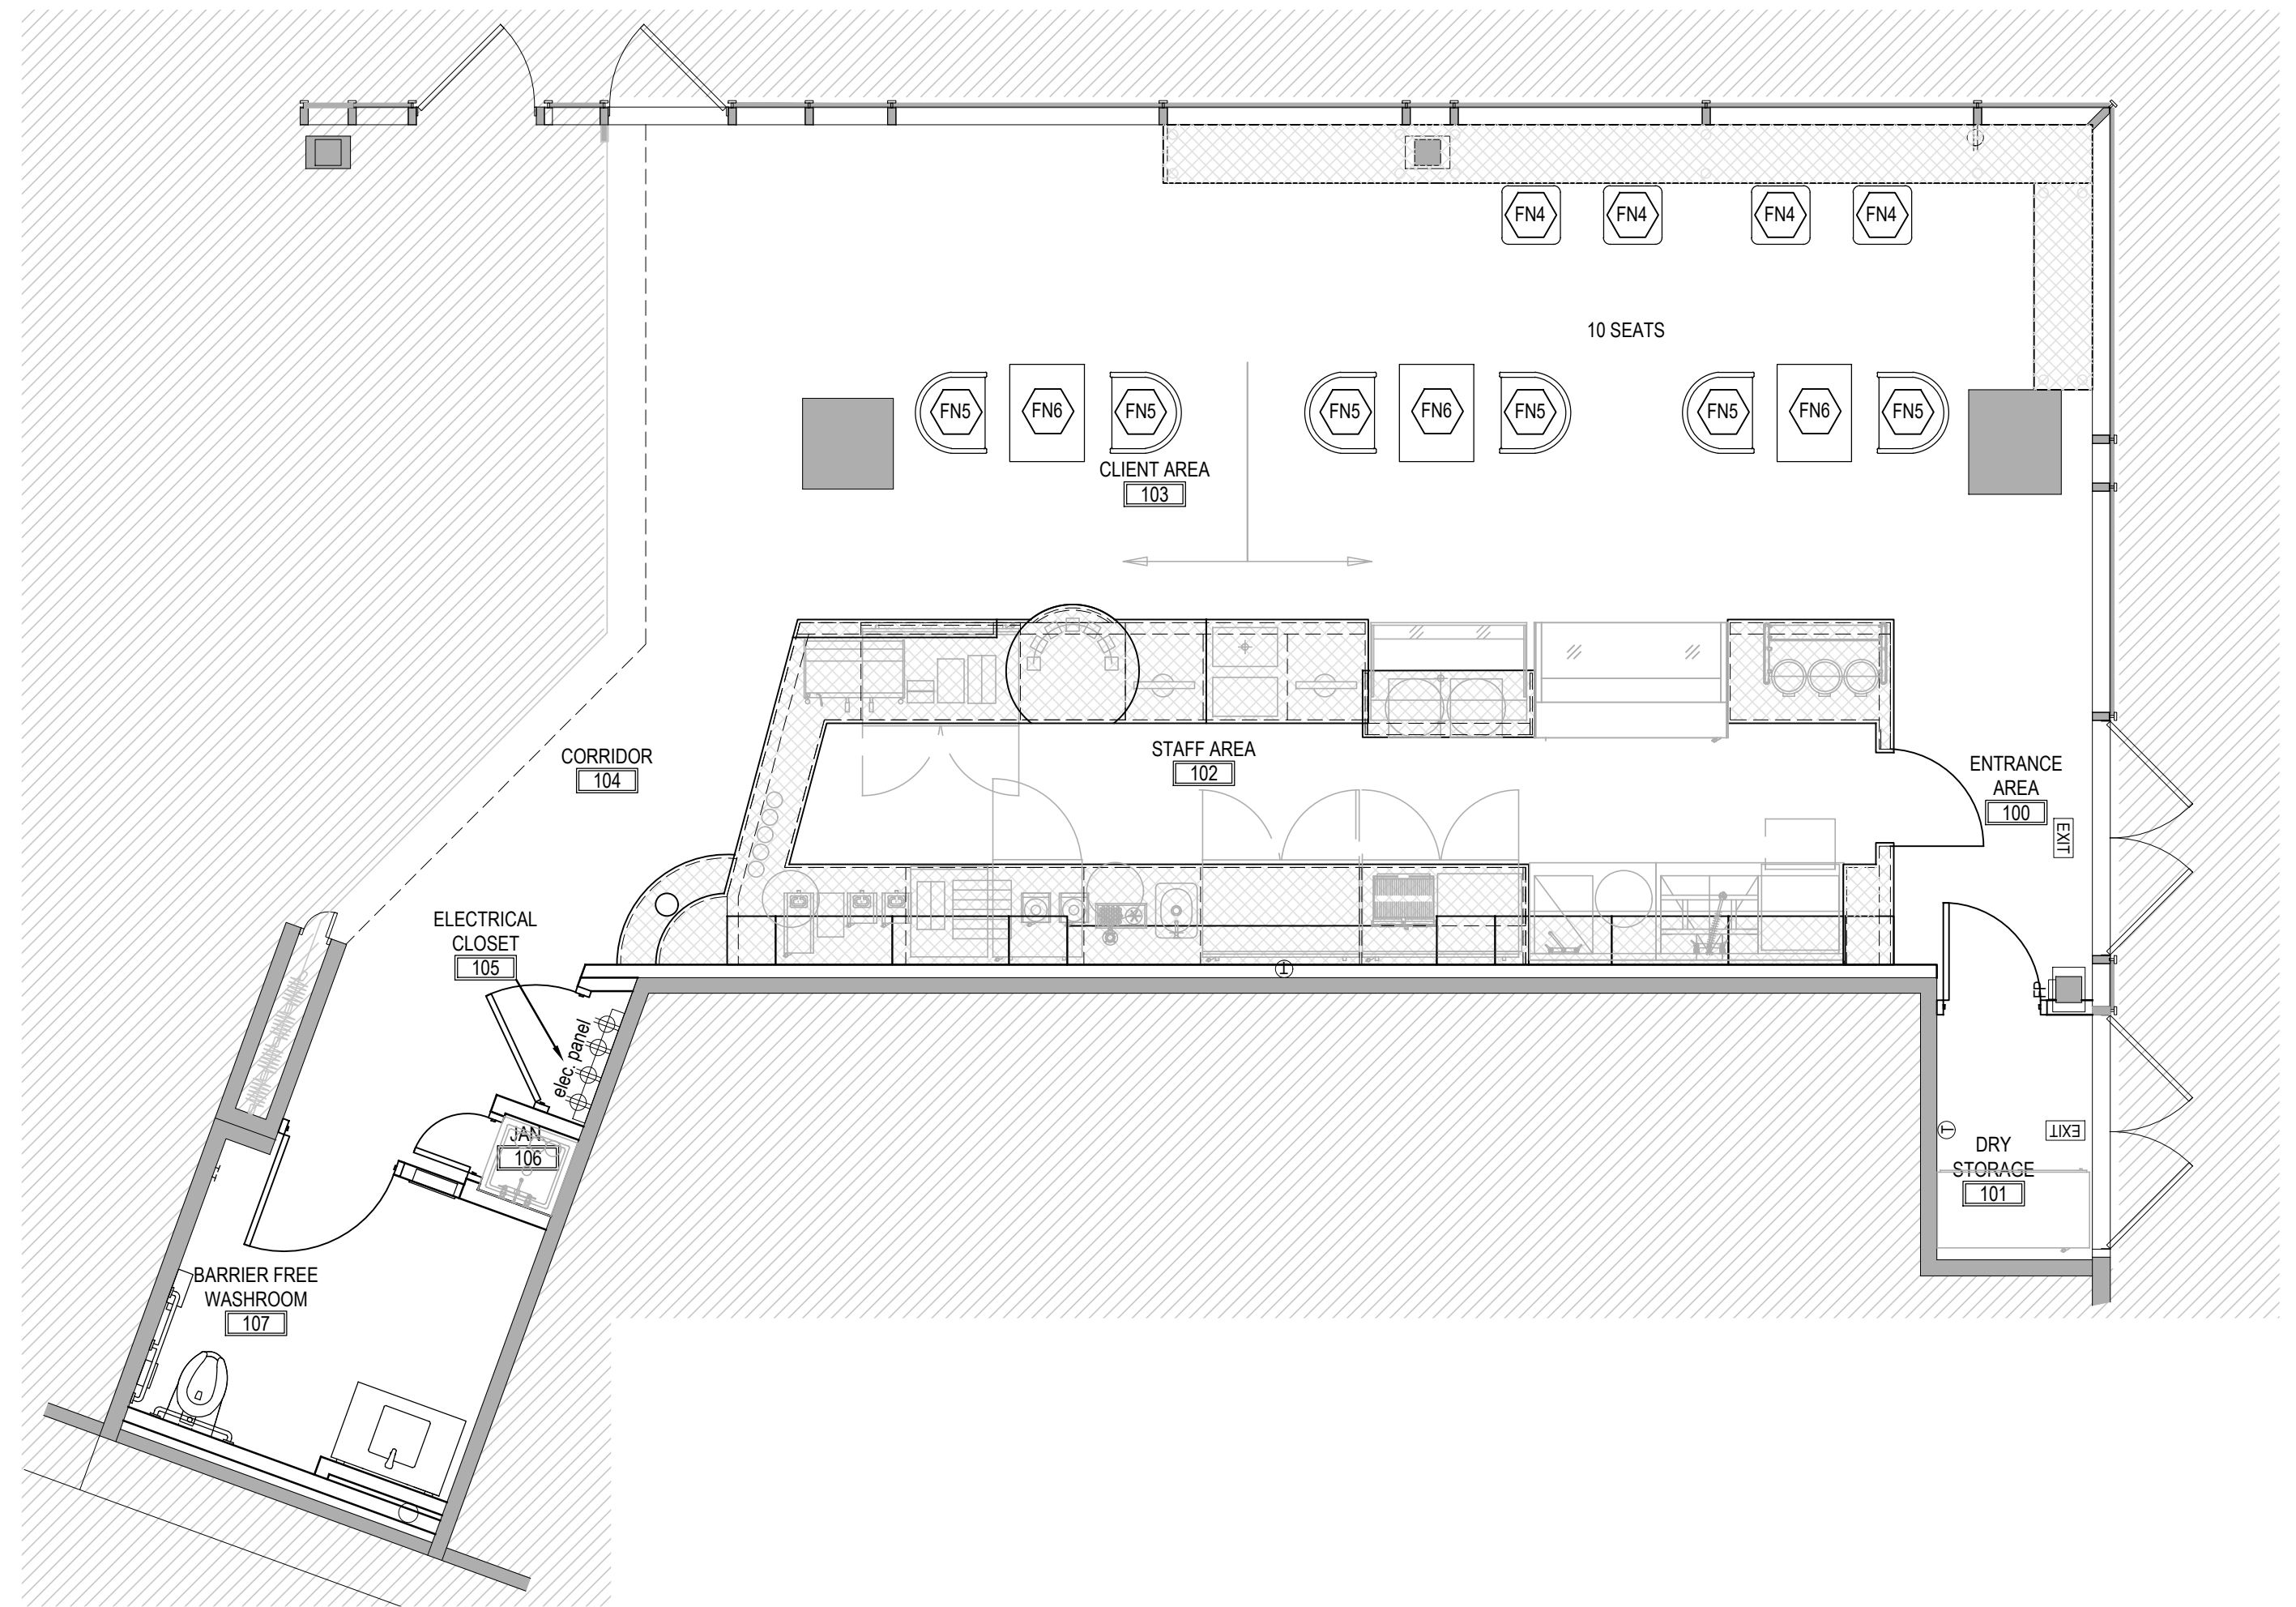 FN4
FN4
FN4
FN4
10 SEATS
FN5
FN6
FN5
FN5
FN6
FN5
FN5
FN6
FN5
CLIENT AREA
103
STAFF AREA
102
CORRIDOR
104
ENTRANCE
AREA
100
EXIT
ELECTRICAL
CLOSET
105
elec. panel
FP
JAN.
106
EXIT
DRY
STORAGE
101
BARRIER FREE
WASHROOM
107